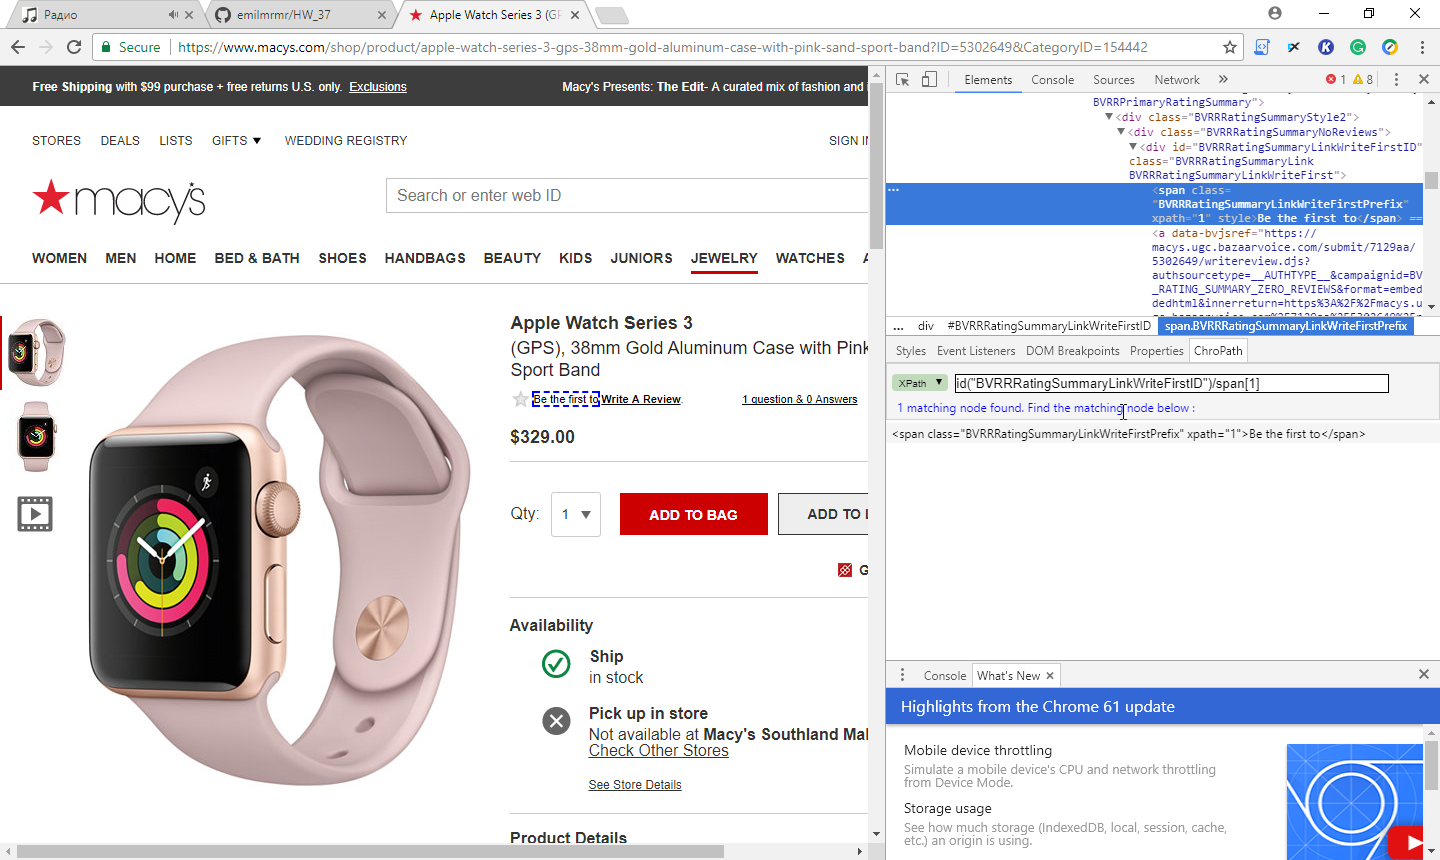 Радио
emilmrmr/HW_37
Apple Watch Series 3 (GP
Secure
https://www.macys.com/shop/product/apple-watch-series-3-gps-38mm-gold-aluminum-case-with-pink-sand-sport-band?ID=5302649&CategoryID=154442
Free Shipping with $99 purchase + free returns U.S. only. Exclusions
Macy's Presents: The Edit- A curated mix of fashion and
STORES DEALS LISTS GIFTS ▼ WEDDING REGISTRY
SIGN IN
macy's
Search or enter web ID
WOMEN MEN HOME BED & BATH SHOES HANDBAGS BEAUTY KIDS JUNIORS JEWELRY WATCHES
Apple Watch Series 3
(GPS), 38mm Gold Aluminum Case with Pink
Sport Band
Be the first to Write A Review.
1 question & 0 Answers
$329.00
Qty: 1 ▼
ADD TO BAG
ADD TO L
G
Availability
Ship
in stock
Pick up in store
Not available at Macy's Southland Mal
Check Other Stores
See Store Details
Product Details
Elements Console Sources Network » 1 8
BVRRPrimaryRatingSummary">
▼<div class="BVRRRatingSummaryStyle2">
▼<div class="BVRRRatingSummaryNoReviews">
▼<div id="BVRRRatingSummaryLinkWriteFirstID"
class="BVRRRatingSummaryLink
BVRRRatingSummaryLinkWriteFirst">
... <span class=
"BVRRRatingSummaryLinkWriteFirstPrefix"
xpath="1" style>Be the first to</span> ==
<a data-bvjsref="https://
macys.ugc.bazaarvoice.com/submit/7129aa/
5302649/writereview.djs?
authsourcetype=__AUTHTYPE__&campaignid=BV
_RATING_SUMMARY_ZERO_REVIEWS&format=embed
dedhtml&innerreturn=https%3A%2F%2Fmacys.u
... div #BVRRRatingSummaryLinkWriteFirstID span.BVRRRatingSummaryLinkWriteFirstPrefix
Styles Event Listeners DOM Breakpoints Properties ChroPath
XPath ▼ id("BVRRRatingSummaryLinkWriteFirstID")/span[1]
1 matching node found. Find the matching node below :
<span class="BVRRRatingSummaryLinkWriteFirstPrefix" xpath="1">Be the first to</span>
Console What's New
Highlights from the Chrome 61 update
Mobile device throttling
Simulate a mobile device's CPU and network throttling
from Device Mode.
Storage usage
See how much storage (IndexedDB, local, session, cache,
etc.) an origin is using.